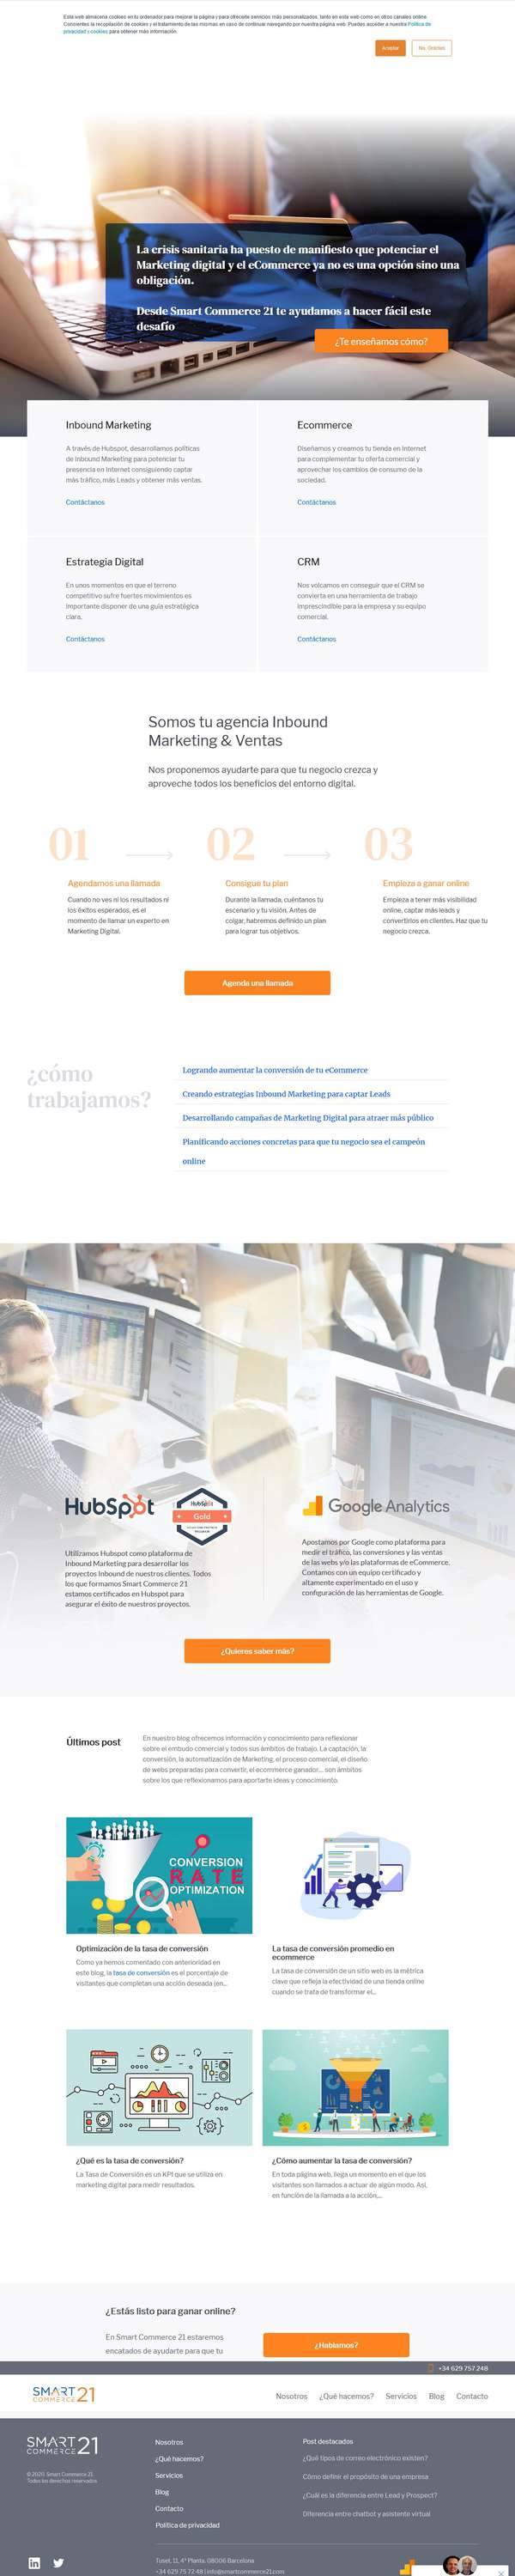 Esta web almacena cookies en tu ordenador para mejorar la página y para ofrecerte servicios más personalizados, tanto en esta web como en otros canales online
Concientes la recopilación de cookies y el tratamiento de las mismas en caso de continuar navegando por nuestra página web. Puedes acceder a nuestra Política de
privacidad y cookies para obtener más información.
Aceptar
No, Gracias
La crisis sanitaria ha puesto de manifiesto que potenciar el
Marketing digital y el eCommerce ya no es una opción sino una
obligación.
Desde Smart Commerce 21 te ayudamos a hacer fácil este
desafío
¿Te enseñamos cómo?
Inbound Marketing
A través de Hubspot, desarrollamos políticas
de Inbound Marketing para potenciar tu
presencia en Internet consiguiendo captar
más tráfico, más Leads y obtener más ventas.
Contáctanos
Ecommerce
Diseñamos y creamos tu tienda en Internet
para complementar tu oferta comercial y
aprovechar los cambios de consumo de la
sociedad.
Contáctanos
Estrategia Digital
En unos momentos en que el terreno
competitivo sufre fuertes movimientos es
importante disponer de una guía estratégica
clara.
Contáctanos
CRM
Nos volcamos en conseguir que el CRM se
convierta en una herramienta de trabajo
imprescindible para la empresa y su equipo
comercial.
Contáctanos
Somos tu agencia Inbound
Marketing & Ventas
Nos proponemos ayudarte para que tu negocio crezca y
aproveche todos los beneficios del entorno digital.
01
Agendamos una llamada
Cuando no ves ni los resultados ni
los éxitos esperados, es el
momento de llamar un experto en
Marketing Digital.
02
Consigue tu plan
Durante la llamada, cuéntanos tu
escenario y tu visión. Antes de
colgar, habremos definido un plan
para lograr tus objetivos.
03
Empieza a ganar online
Empieza a tener más visibilidad
online, captar más leads y
convertirlos en clientes. Haz que tu
negocio crezca.
Agenda una llamada
¿cómo
trabajamos?
Logrando aumentar la conversión de tu eCommerce
Creando estrategias Inbound Marketing para captar Leads
Desarrollando campañas de Marketing Digital para atraer más público
Planificando acciones concretas para que tu negocio sea el campeón
online
HubSpot
HubSpot
Gold
Utilizamos Hubspot como plataforma de
Inbound Marketing para desarrollar los
proyectos Inbound de nuestros clientes. Todos
los que formamos Smart Commerce 21
estamos certificados en Hubspot para
asegurar el éxito de nuestros proyectos.
Google Analytics
Apostamos por Google como plataforma para
medir el tráfico, las conversiones y las ventas
de las webs y/o las plataformas de eCommerce.
Contamos con un equipo certificado y
altamente experimentado en el uso y
configuración de las herramientas de Google.
¿Quieres saber más?
Últimos post
En nuestro blog ofrecemos información y conocimiento para reflexionar
sobre el embudo comercial y todos sus ámbitos de trabajo. La captación, la
conversión, la automatización de Marketing, el proceso comercial, el diseño
de webs preparadas para convertir, el ecommerce ganador... son ámbitos
sobre los que reflexionamos para aportarte ideas y conocimiento.
CONVERSION
RATE
OPTIMIZATION
Optimización de la tasa de conversión
Como ya hemos comentado con anterioridad en
este blog, la tasa de conversión es el porcentaje de
visitantes que completan una acción deseada (en...
La tasa de conversión promedio en
ecommerce
La tasa de conversión de un sitio web es la métrica
clave que refleja la efectividad de una tienda online
cuando se trata de transformar el...
¿Qué es la tasa de conversión?
La Tasa de Conversión es un KPI que se utiliza en
marketing digital para medir resultados.
¿Cómo aumentar la tasa de conversión?
En toda página web, llega un momento en el que los
visitantes son llamados a actuar de algún modo. Así,
en función de la llamada a la acción,...
¿Estás listo para ganar online?
En Smart Commerce 21 estaremos
encatados de ayudarte para que tu
¿Hablamos?
+34 629 757 248
SMART
COMMERCE 21
Nosotros ¿Qué hacemos? Servicios Blog Contacto
SMART
COMMERCE 21
© 2020. Smart Commerce 21.
Todos los derechos reservados
Nosotros
¿Qué hacemos?
Servicios
Blog
Contacto
Política de privacidad
Post destacados
¿Qué tipos de correo electrónico existen?
Cómo definir el propósito de una empresa
¿Cuál es la diferencia entre Lead y Prospect?
Diferencia entre chatbot y asistente virtual
in
Tuset, 11, 4ª Planta. 08006 Barcelona
+34 629 75 72 48 | info@smartcommerce21.com